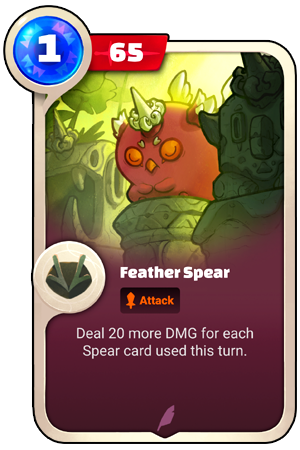 1
65
Feather Spear
Attack
Deal 20 more DMG for each
Spear card used this turn.